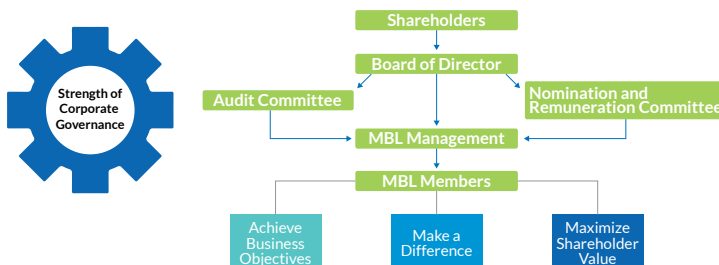 Shareholders
Board of Director
Strength of
Corporate
Governance
Audit Committee
Nomination and
Remuneration Committee
MBL Management
MBL Members
Achieve
Business
Objectives
Make a
Difference
Maximize
Shareholder
Value